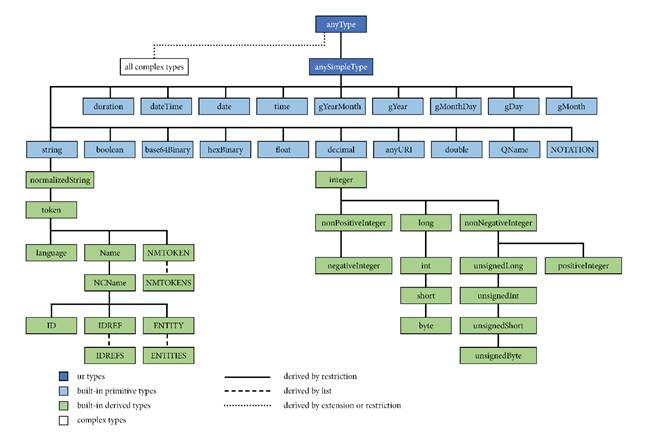 anyType
all complex types
anySimpleType
duration dateTime date time gYearMonth gYear gMonthDay gDay gMonth
string boolean base64Binary hexBinary float decimal anyURI double QName NOTATION
normalizedString integer
token nonPositiveInteger long nonNegativeInteger
language Name NMTOKEN negativeInteger int unsignedLong positiveInteger
NCName NMTOKENS short unsignedInt
ID IDREF ENTITY byte unsignedShort
IDREFS ENTITIES unsignedByte
ur types derived by restriction
built-in primitive types derived by list
built-in derived types derived by extension or restriction
complex types